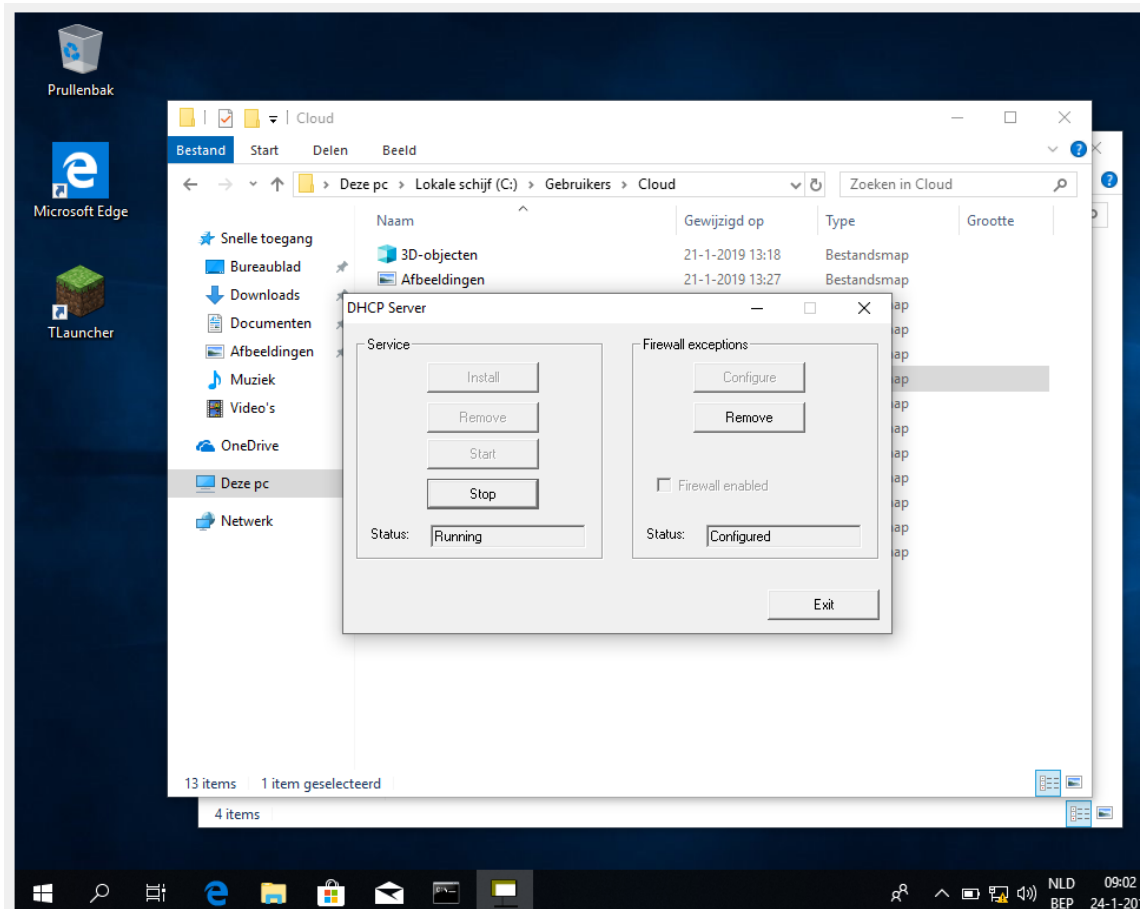 Prullenbak
Microsoft Edge
TLauncher
Cloud
Bestand Start Delen Beeld
Deze pc > Lokale schijf (C:) > Gebruikers > Cloud
Zoeken in Cloud
Naam Gewijzigd op Type Grootte
Snelle toegang
Bureaublad
Downloads
Documenten
Afbeeldingen
Muziek
Video's
OneDrive
Deze pc
Netwerk
3D-objecten 21-1-2019 13:18 Bestandsmap
Afbeeldingen 21-1-2019 13:27 Bestandsmap
DHCP Server
Service
Install
Remove
Start
Stop
Status: Running
Firewall exceptions
Configure
Remove
Firewall enabled
Status: Configured
Exit
13 items 1 item geselecteerd
4 items
NLD 09:02
BEP 24-1-20